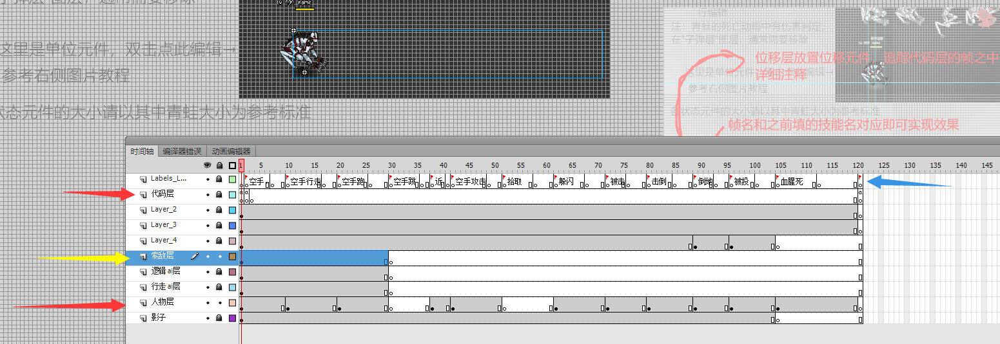 子弹层"图层，通常需要移除
Lv 999 name
这里是单位元件，双击点此编辑→
参考右侧图片教程
状态元件的大小请以其中青蛙大小为参考标准
行编辑
注：青蛙的死亡动画中有伤害判定
在"子弹层"图层，通常需要移除
位移层放置位移元件，追踪代码层的帧之中
详细注释
这里是单位元件
参考右侧图片教程
各状态元件的大小请以其中青蛙大小为参考标准
帧名和之前填的技能名对应即可实现效果
时间轴 编译器错误 动画编辑器
1 5 10 15 20 25 30 35 40 45 50 55 60 65 70 75 80 85 90 95 100 105 110 115 120 125 130 135 140 145
Labels_L... 空手 空手行走 空手跑 空手跳 近 空手攻击 拾取 躲闪 被击 击倒 倒地 被投 血腥死
代码层 a a a
Layer_2
Layer_3
Layer_4
索敌层
逻辑ai层
行走ai层
人物层
影子